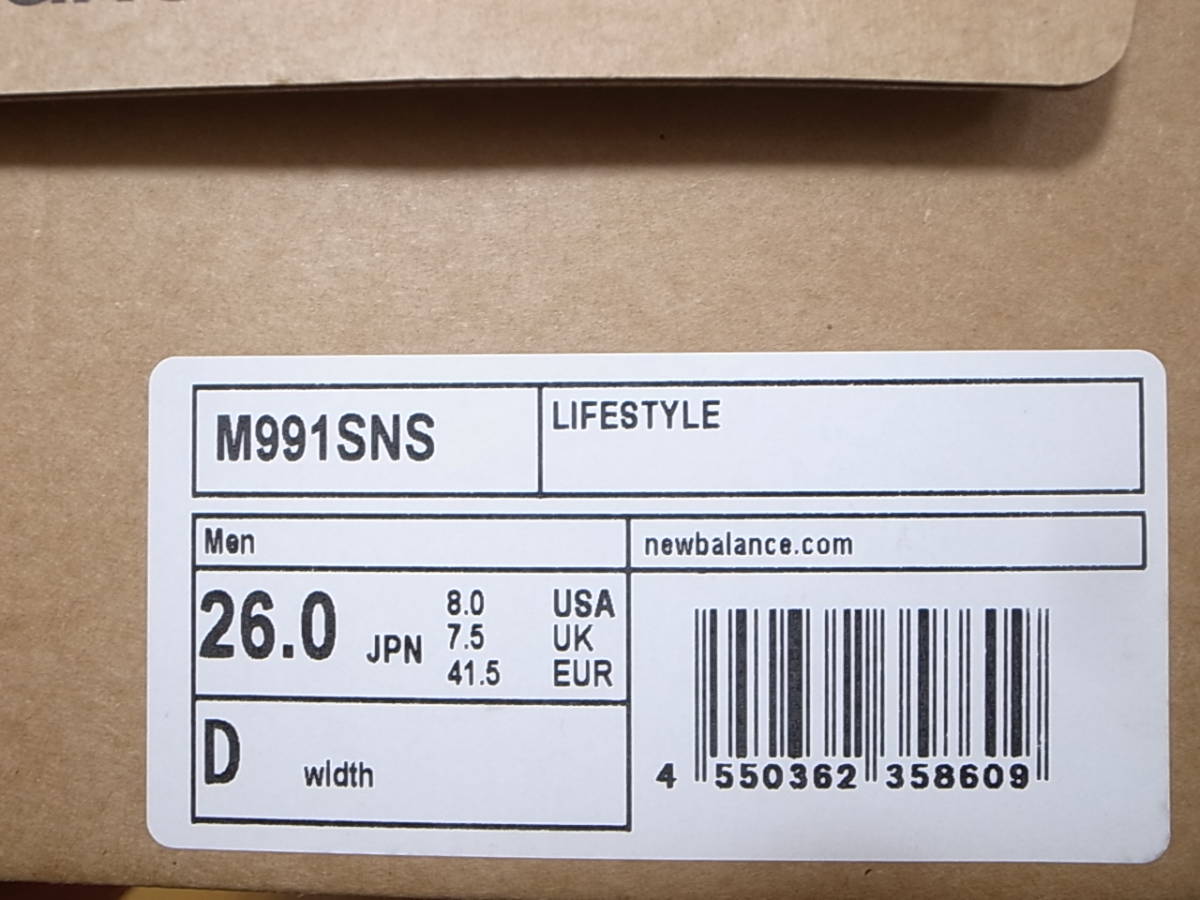 M991SNS
LIFESTYLE
Men
newbalance.com
26.0 JPN
8.0 USA
7.5 UK
41.5 EUR
D width
4 550362 358609